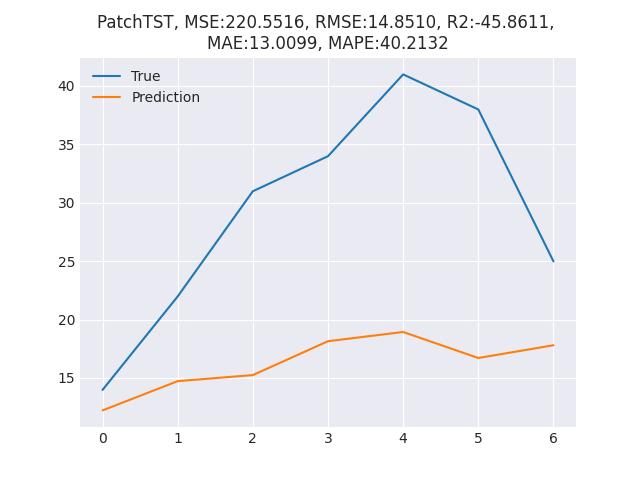 PatchTST, MSE:220.5516, RMSE:14.8510, R2:-45.8611,
MAE:13.0099, MAPE:40.2132
True
Prediction
40
35
30
25
20
15
0 1 2 3 4 5 6